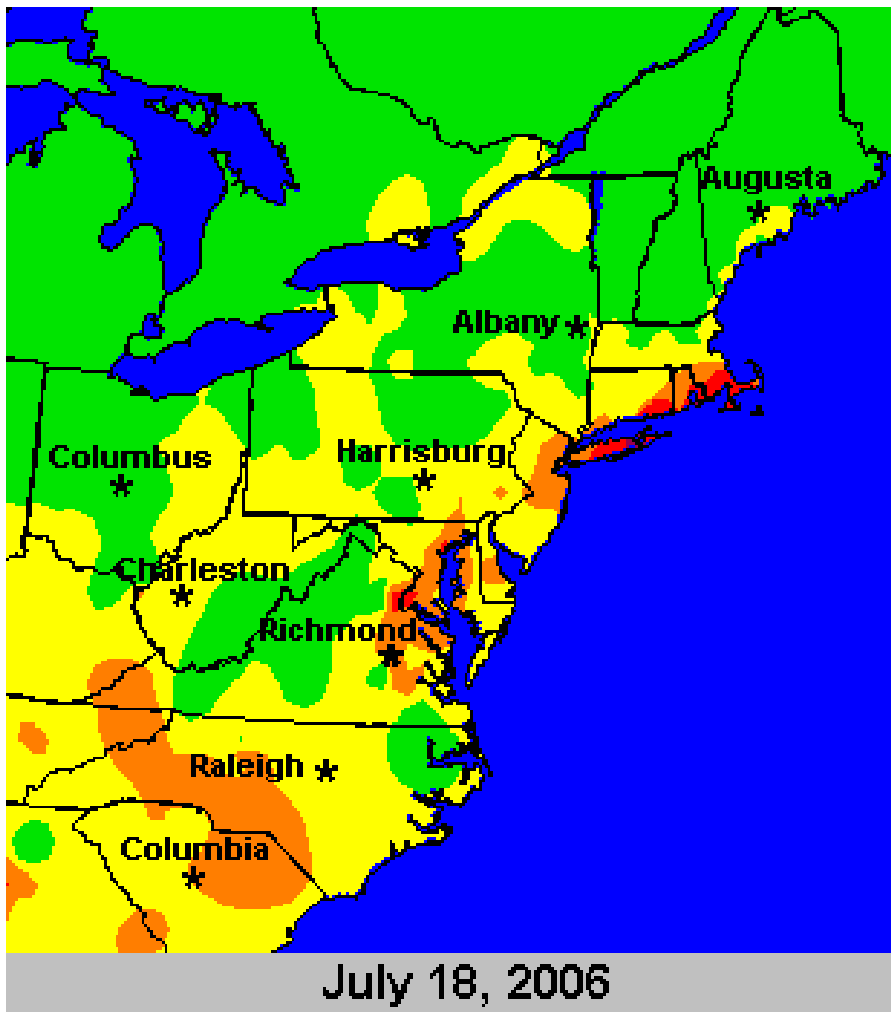 Augusta
Albany
Columbus
Harrisburg
Charleston
Richmond
Raleigh
Columbia
July 18, 2006